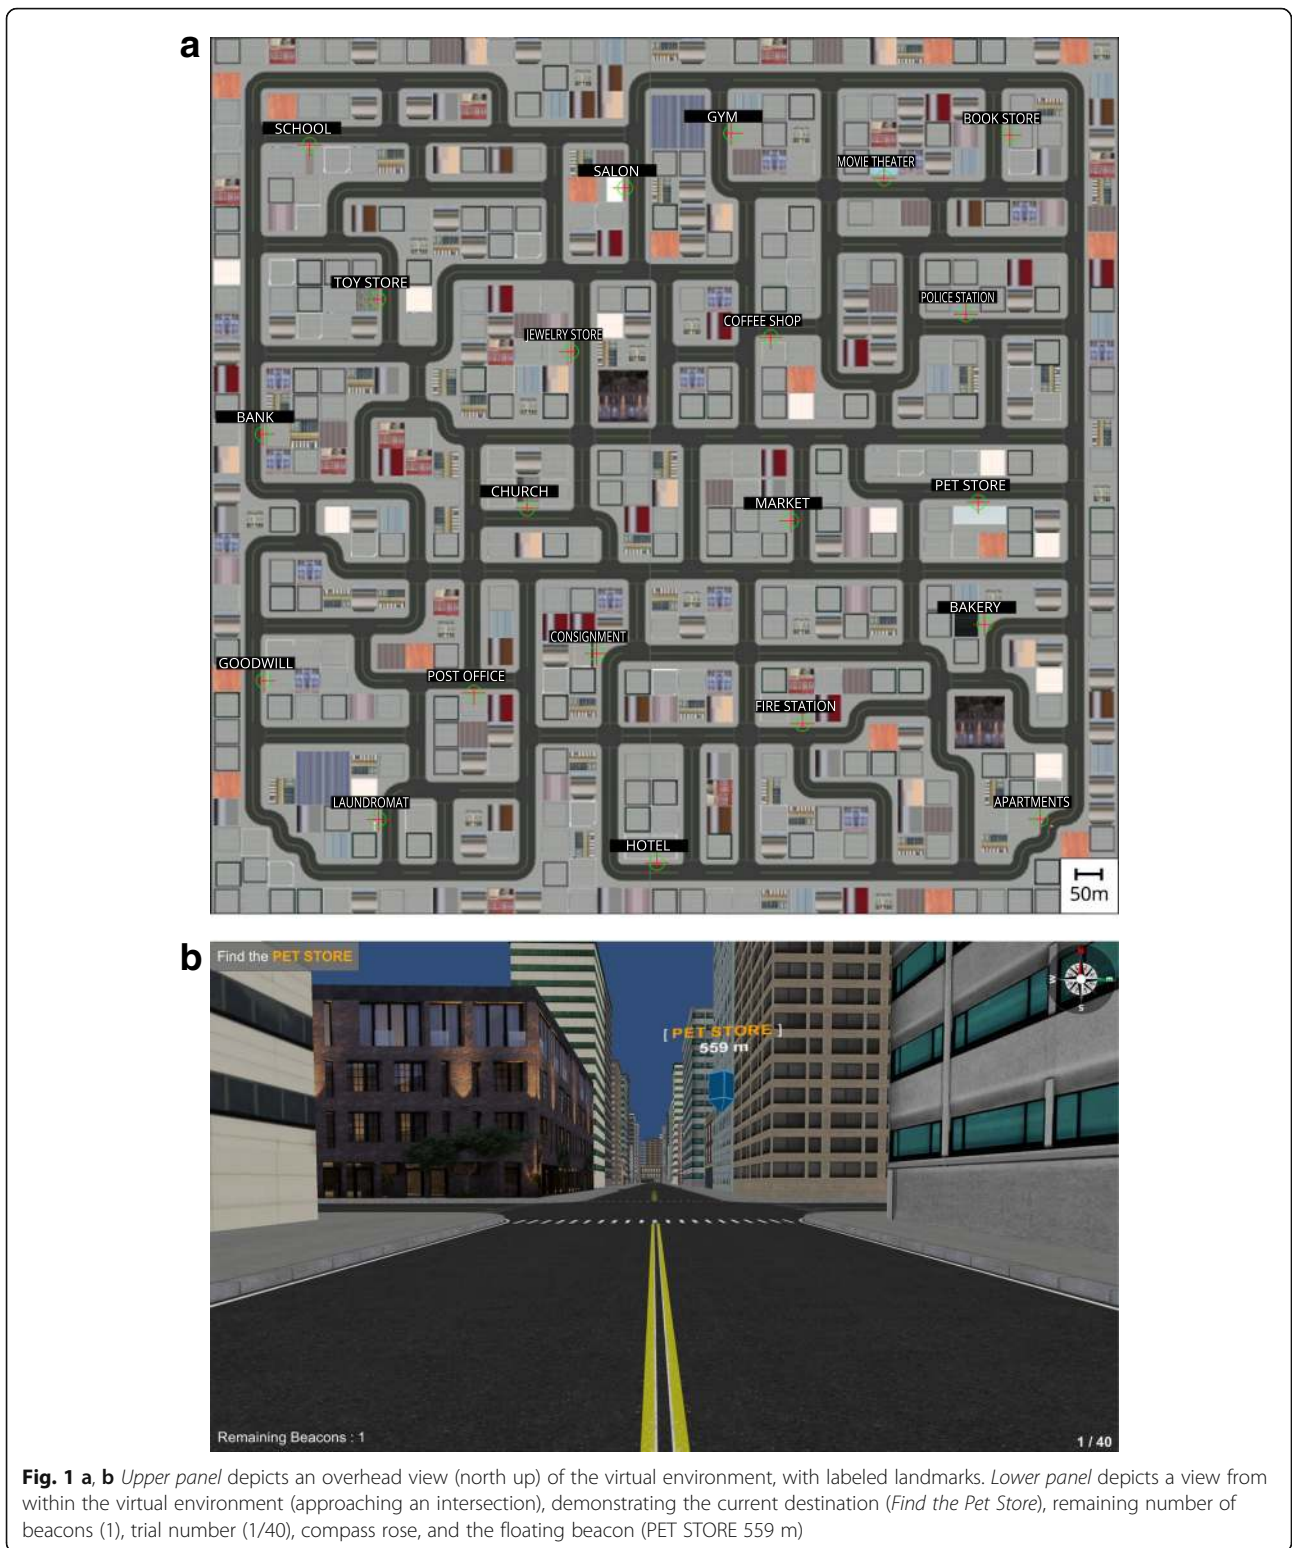 a
SCHOOL
GYM
BOOK STORE
MOVIE THEATER
SALON
TOY STORE
POLICE STATION
COFFEE SHOP
JEWELRY STORE
BANK
CHURCH
PET STORE
MARKET
BAKERY
CONSIGNMENT
GOODWILL
POST OFFICE
FIRE STATION
LAUNDROMAT
APARTMENTS
HOTEL
50m
b
Find the PET STORE
W
S
[ PET STORE ]
559 m
Remaining Beacons : 1
1 / 40
Fig. 1 a, b Upper panel depicts an overhead view (north up) of the virtual environment, with labeled landmarks. Lower panel depicts a view from
within the virtual environment (approaching an intersection), demonstrating the current destination (Find the Pet Store), remaining number of
beacons (1), trial number (1/40), compass rose, and the floating beacon (PET STORE 559 m)